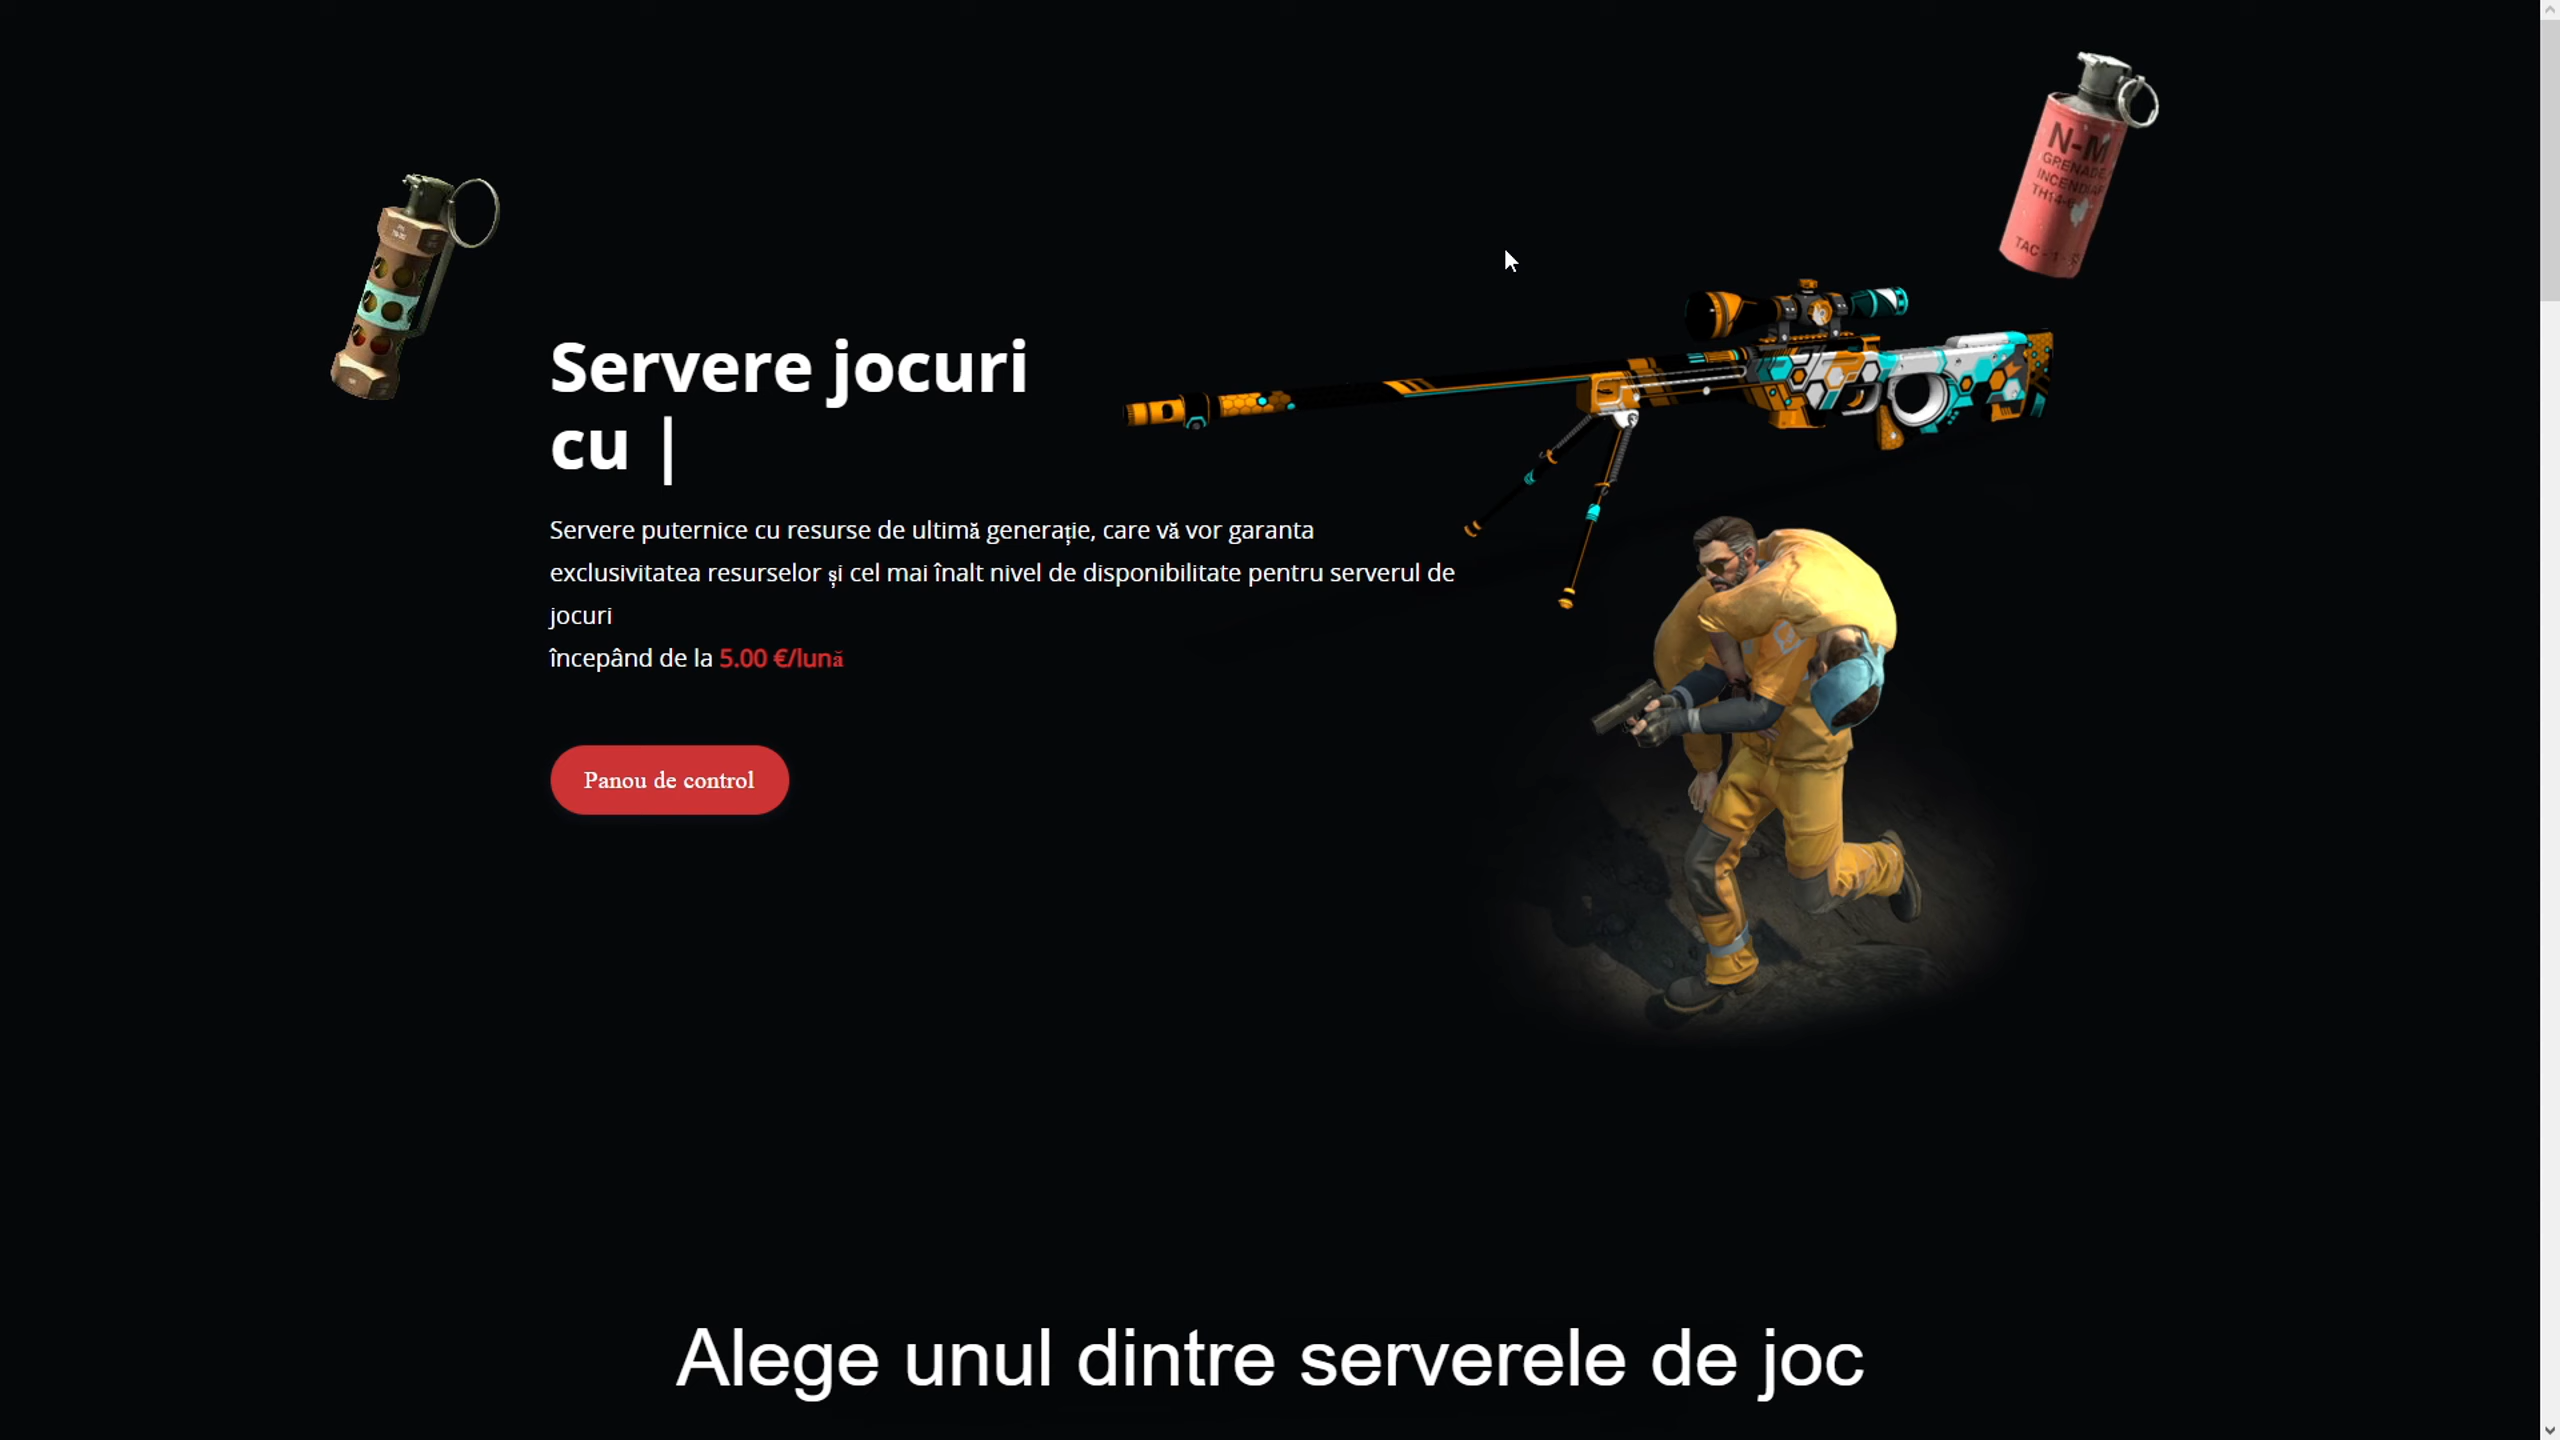 N-M
GRENADE
TAC
Servere jocuri
cu |
Servere puternice cu resurse de ultimă generație, care vă vor garanta
exclusivitatea resurselor și cel mai înalt nivel de disponibilitate pentru serverul de
jocuri
începând de la 5.00 €/lună
Panou de control
Alege unul dintre serverele de joc